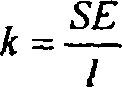 k = SE/l